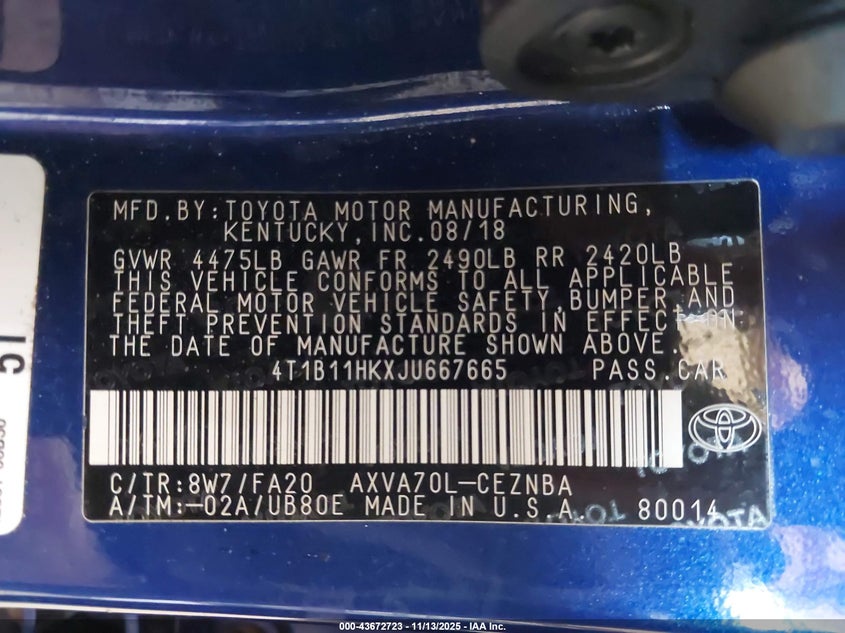 MFD.BY:TOYOTA MOTOR MANUFACTURING,
KENTUCKY,INC.08/18
GVWR 4475LB GAWR FR 2490LB RR 2420LB
THIS VEHICLE CONFORMS TO ALL APPLICABLE
FEDERAL MOTOR VEHICLE SAFETY,BUMPER,AND
THEFT PREVENTION STANDARDS IN EFFECT ON
THE DATE OF MANUFACTURE SHOWN ABOVE.
4T1B11HKXJU667665 PASS.CAR
C/TR:8W7/FA20 AXVA70L-CEZNBA
A/TM:-02A/UB80E MADE IN U.S.A. 80014
000-43672723 - 11/13/2025 - IAA Inc.